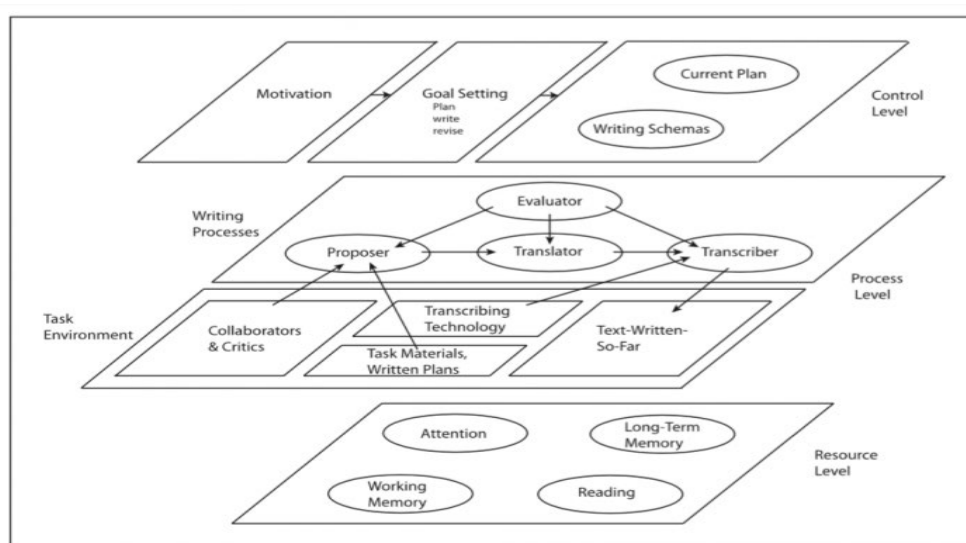 Motivation
Goal Setting
Plan
write
revise
Current Plan
Writing Schemas
Control
Level
Writing
Processes
Evaluator
Proposer
Translator
Transcriber
Process
Level
Task
Environment
Collaborators
& Critics
Transcribing
Technology
Task Materials,
Written Plans
Text-Written-
So-Far
Attention
Long-Term
Memory
Working
Memory
Reading
Resource
Level